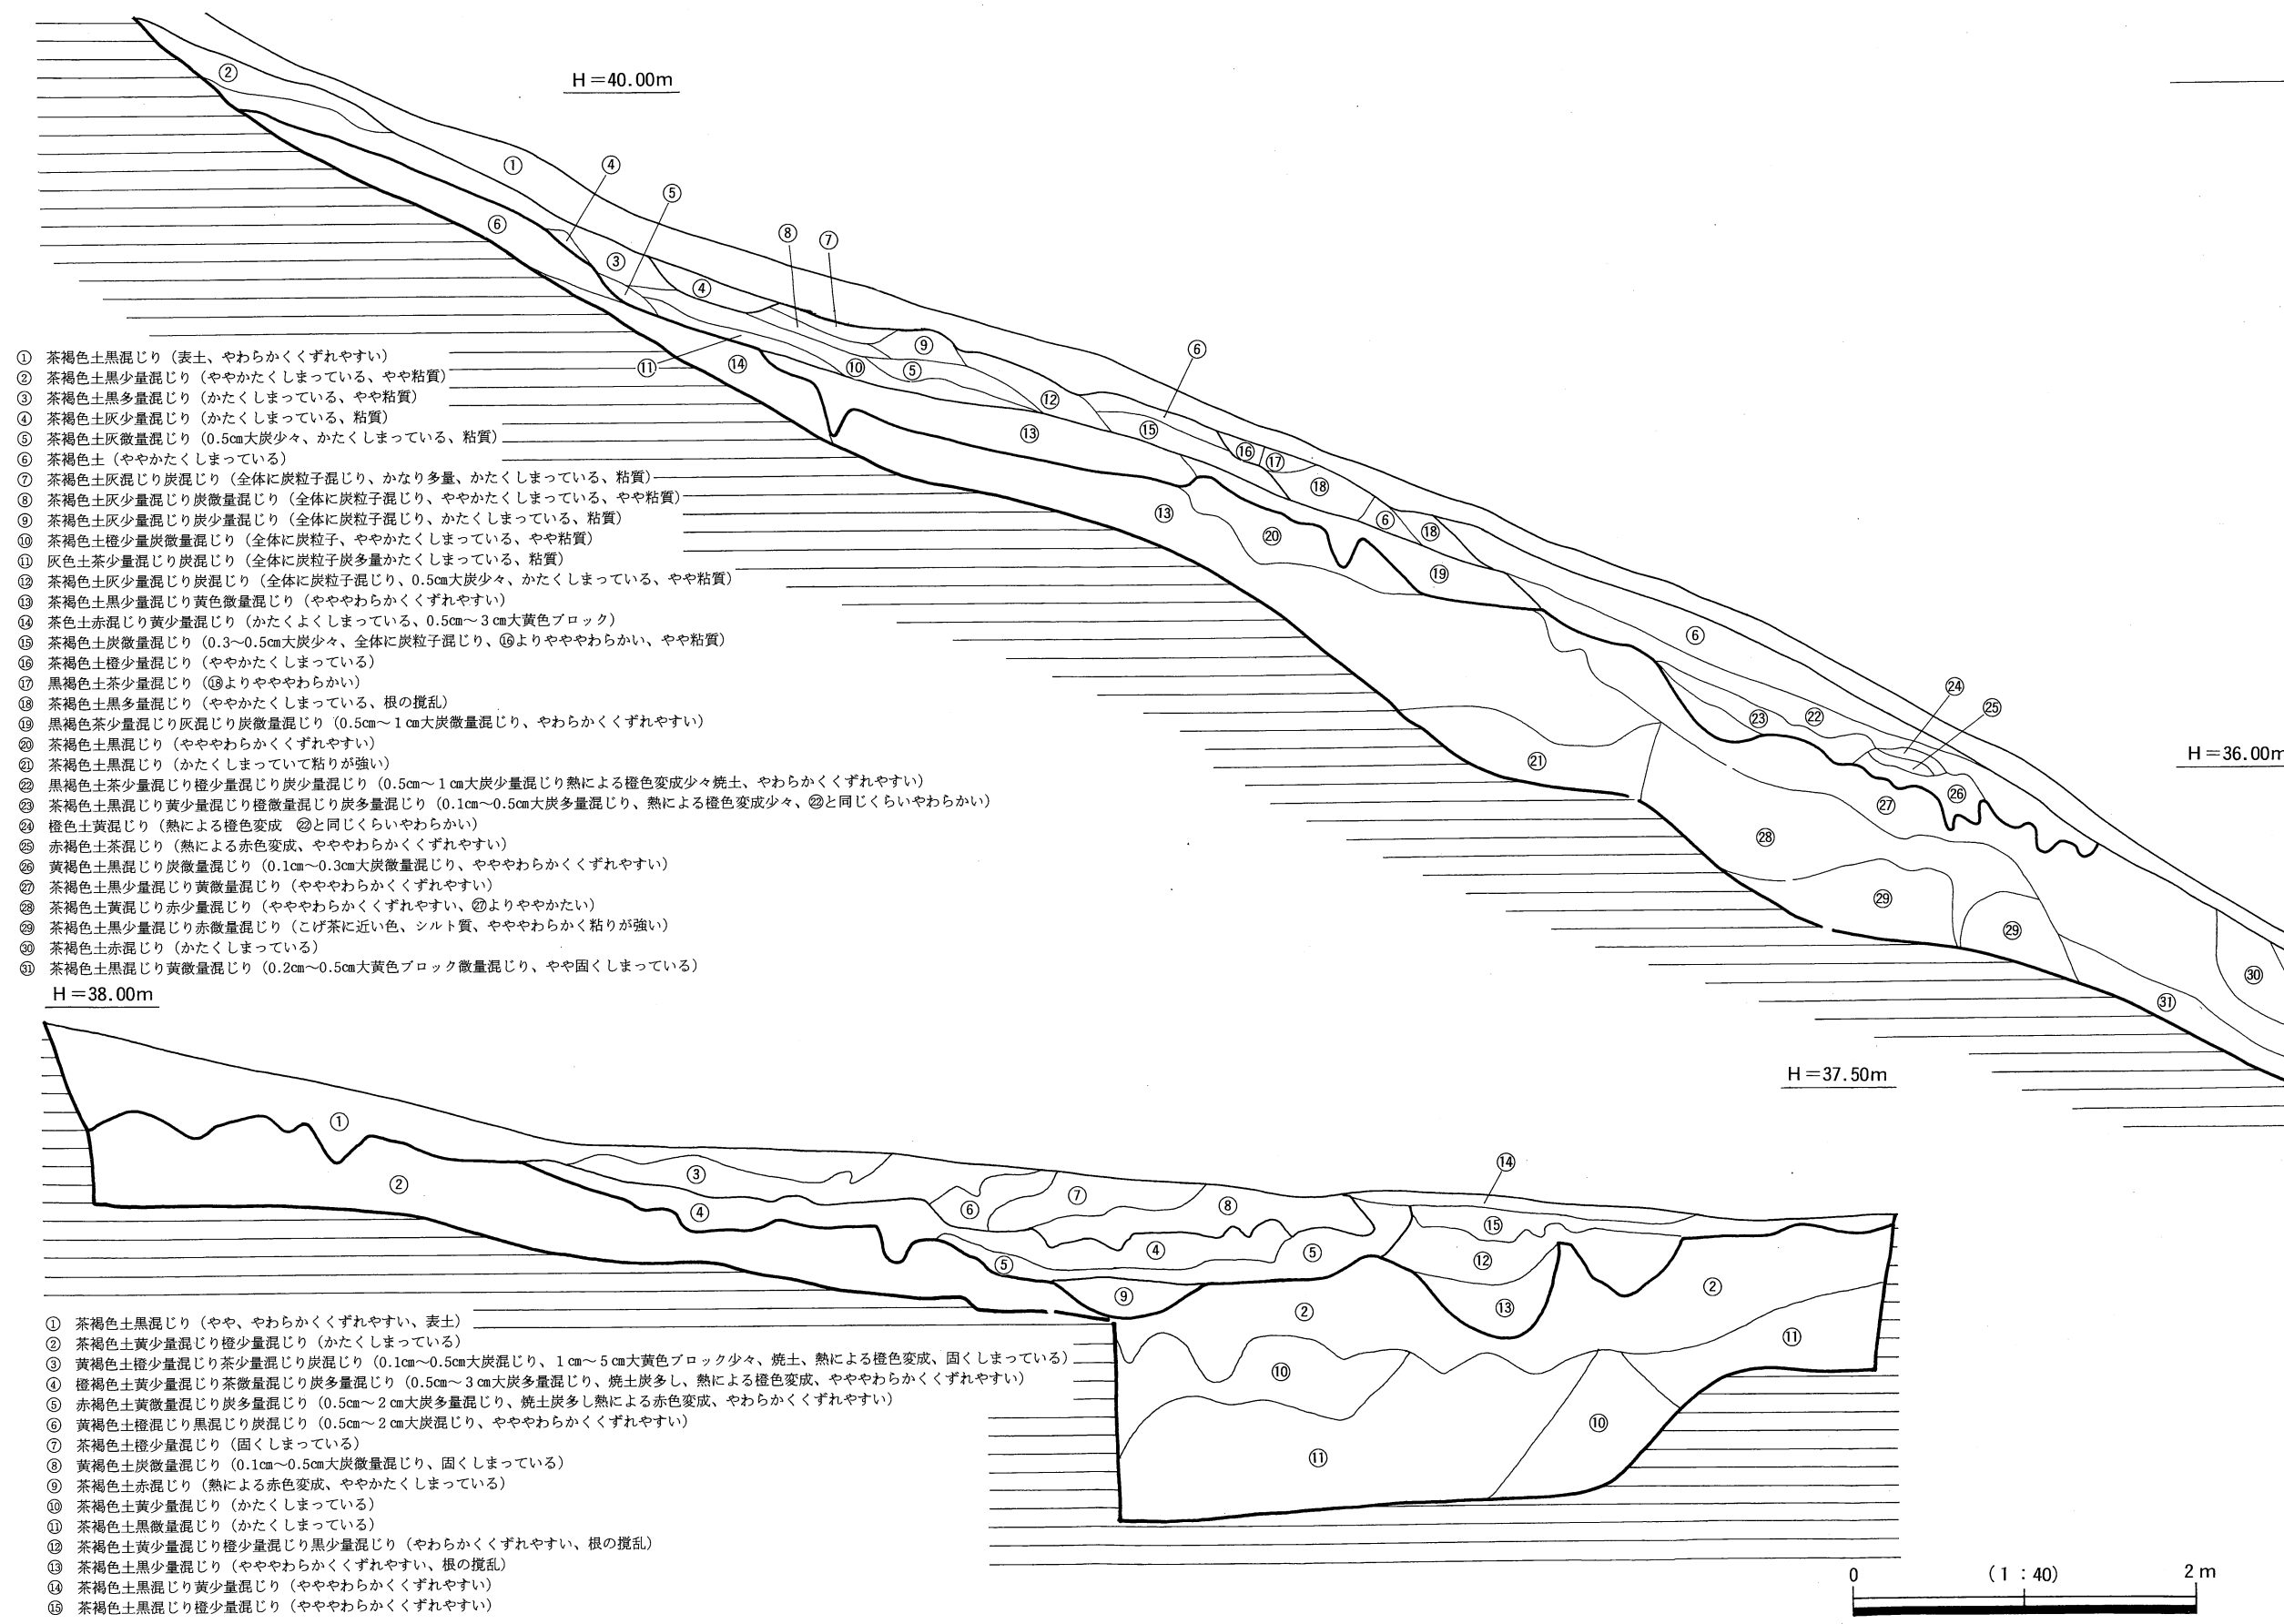 H＝40.00m
② ① ④ ⑤ ⑥ ③ ④ ⑧ ⑦ ⑨ ⑪ ⑭ ⑩ ⑤ ⑫ ⑥ ⑬ ⑮ ⑯ ⑰ ⑱ ⑬ ⑳ ⑥ ⑱ ⑲ ⑥ ㉔ ㉕ ㉓ ㉒ ㉑ ㉖ ㉗ ㉘ ㉙ ㉙ ㉚ ㉛
H＝36.00m
① 茶褐色土黒混じり（表土、やわらかくくずれやすい）
② 茶褐色土黒少量混じり（ややかたくしまっている、やや粘質）
③ 茶褐色土黒多量混じり（かたくしまっている、やや粘質）
④ 茶褐色土灰少量混じり（かたくしまっている、粘質）
⑤ 茶褐色土灰微量混じり（0.5㎝大炭少々、かたくしまっている、粘質）
⑥ 茶褐色土（ややかたくしまっている）
⑦ 茶褐色土灰混じり炭混じり（全体に炭粒子混じり、かなり多量、かたくしまっている、粘質）
⑧ 茶褐色土灰少量混じり炭微量混じり（全体に炭粒子混じり、ややかたくしまっている、やや粘質）
⑨ 茶褐色土灰少量混じり炭少量混じり（全体に炭粒子混じり、かたくしまっている、粘質）
⑩ 茶褐色土橙少量炭微量混じり（全体に炭粒子、ややかたくしまっている、やや粘質）
⑪ 灰色土茶少量混じり炭混じり（全体に炭粒子炭多量かたくしまっている、粘質）
⑫ 茶褐色土灰少量混じり炭混じり（全体に炭粒子混じり、0.5㎝大炭少々、かたくしまっている、やや粘質）
⑬ 茶褐色土黒少量混じり黄色微量混じり（やややわらかくくずれやすい）
⑭ 茶色土赤混じり黄少量混じり（かたくよくしまっている、0.5㎝～3㎝大黄色ブロック）
⑮ 茶褐色土炭微量混じり（0.3～0.5㎝大炭少々、全体に炭粒子混じり、⑯よりやややわらかい、やや粘質）
⑯ 茶褐色土橙少量混じり（ややかたくしまっている）
⑰ 黒褐色土茶少量混じり（⑱よりやややわらかい）
⑱ 茶褐色土黒多量混じり（ややかたくしまっている、根の撹乱）
⑲ 黒褐色茶少量混じり灰混じり炭微量混じり（0.5㎝～1㎝大炭微量混じり、やわらかくくずれやすい）
⑳ 茶褐色土黒混じり（やややわらかくくずれやすい）
㉑ 茶褐色土黒混じり（かたくしまっていて粘りが強い）
㉒ 黒褐色土茶少量混じり橙少量混じり炭少量混じり（0.5㎝～1㎝大炭少量混じり熱による橙色変成少々焼土、やわらかくくずれやすい）
㉓ 茶褐色土黒混じり黄少量混じり橙微量混じり炭多量混じり（0.1㎝～0.5㎝大炭多量混じり、熱による橙色変成少々、㉒と同じくらいやわらかい）
㉔ 橙色土黄混じり（熱による橙色変成　㉒と同じくらいやわらかい）
㉕ 赤褐色土茶混じり（熱による赤色変成、やややわらかくくずれやすい）
㉖ 黄褐色土黒混じり炭微量混じり（0.1㎝～0.3㎝大炭微量混じり、やややわらかくくずれやすい）
㉗ 茶褐色土黒少量混じり黄微量混じり（やややわらかくくずれやすい）
㉘ 茶褐色土黄混じり赤少量混じり（やややわらかくくずれやすい、㉗よりややかたい）
㉙ 茶褐色土黒少量混じり赤微量混じり（こげ茶に近い色、シルト質、やややわらかく粘りが強い）
㉚ 茶褐色土赤混じり（かたくしまっている）
㉛ 茶褐色土黒混じり黄微量混じり（0.2㎝～0.5㎝大黄色ブロック微量混じり、やや固くしまっている）
H＝38.00m
H＝37.50m
① ② ③ ④ ⑥ ⑦ ⑧ ④ ⑤ ⑤ ⑨ ⑭ ⑮ ⑫ ⑬ ② ② ⑩ ⑪ ⑪ ⑩
① 茶褐色土黒混じり（やや、やわらかくくずれやすい、表土）
② 茶褐色土黄少量混じり橙少量混じり（かたくしまっている）
③ 黄褐色土橙少量混じり茶少量混じり炭混じり（0.1㎝～0.5㎝大炭混じり、1㎝～5㎝大黄色ブロック少々、焼土、熱による橙色変成、固くしまっている）
④ 橙褐色土黄少量混じり茶微量混じり炭多量混じり（0.5㎝～3㎝大炭多量混じり、焼土炭多し、熱による橙色変成、やややわらかくくずれやすい）
⑤ 赤褐色土黄微量混じり炭多量混じり（0.5㎝～2㎝大炭多量混じり、焼土炭多し熱による赤色変成、やわらかくくずれやすい）
⑥ 黄褐色土橙混じり黒混じり炭混じり（0.5㎝～2㎝大炭混じり、やややわらかくくずれやすい）
⑦ 茶褐色土橙少量混じり（固くしまっている）
⑧ 黄褐色土炭微量混じり（0.1㎝～0.5㎝大炭微量混じり、固くしまっている）
⑨ 茶褐色土赤混じり（熱による赤色変成、ややかたくしまっている）
⑩ 茶褐色土黄少量混じり（かたくしまっている）
⑪ 茶褐色土黒微量混じり（かたくしまっている）
⑫ 茶褐色土黄少量混じり橙少量混じり黒少量混じり（やわらかくくずれやすい、根の撹乱）
⑬ 茶褐色土黒少量混じり（やややわらかくくずれやすい、根の撹乱）
⑭ 茶褐色土黒混じり黄少量混じり（やややわらかくくずれやすい）
⑮ 茶褐色土黒混じり橙少量混じり（やややわらかくくずれやすい）
0 （1：40） 2m